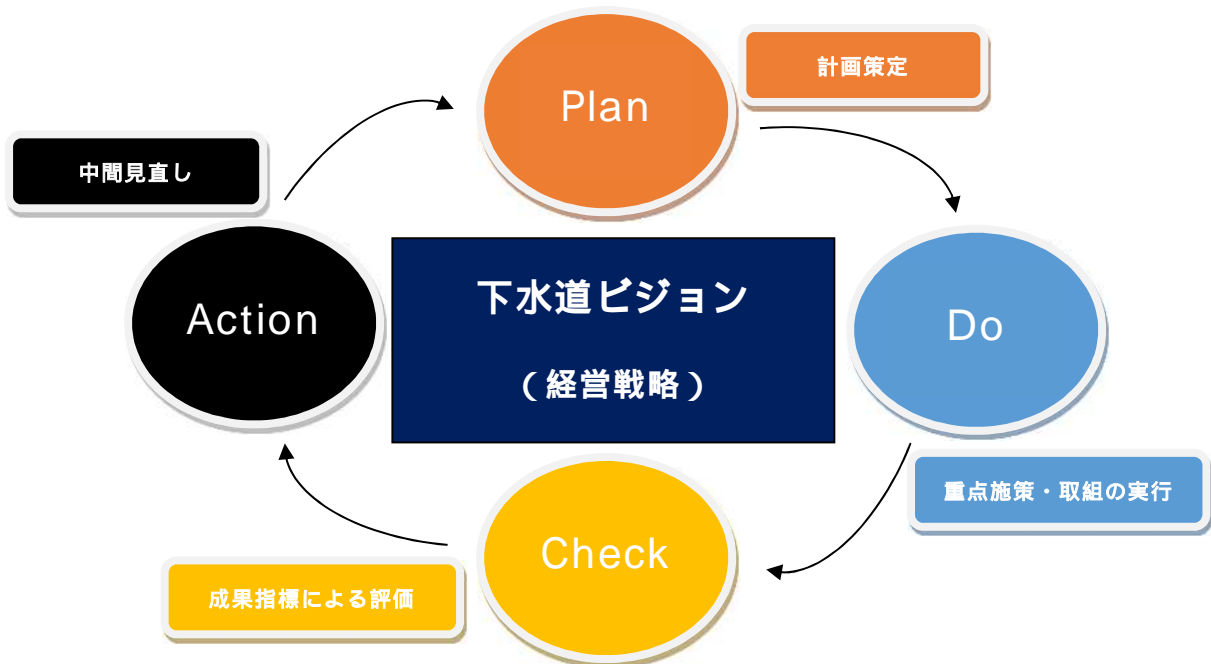 Plan
計画策定
中間見直し
Action
下水道ビジョン
（経営戦略）
Do
重点施策・取組の実行
Check
成果指標による評価